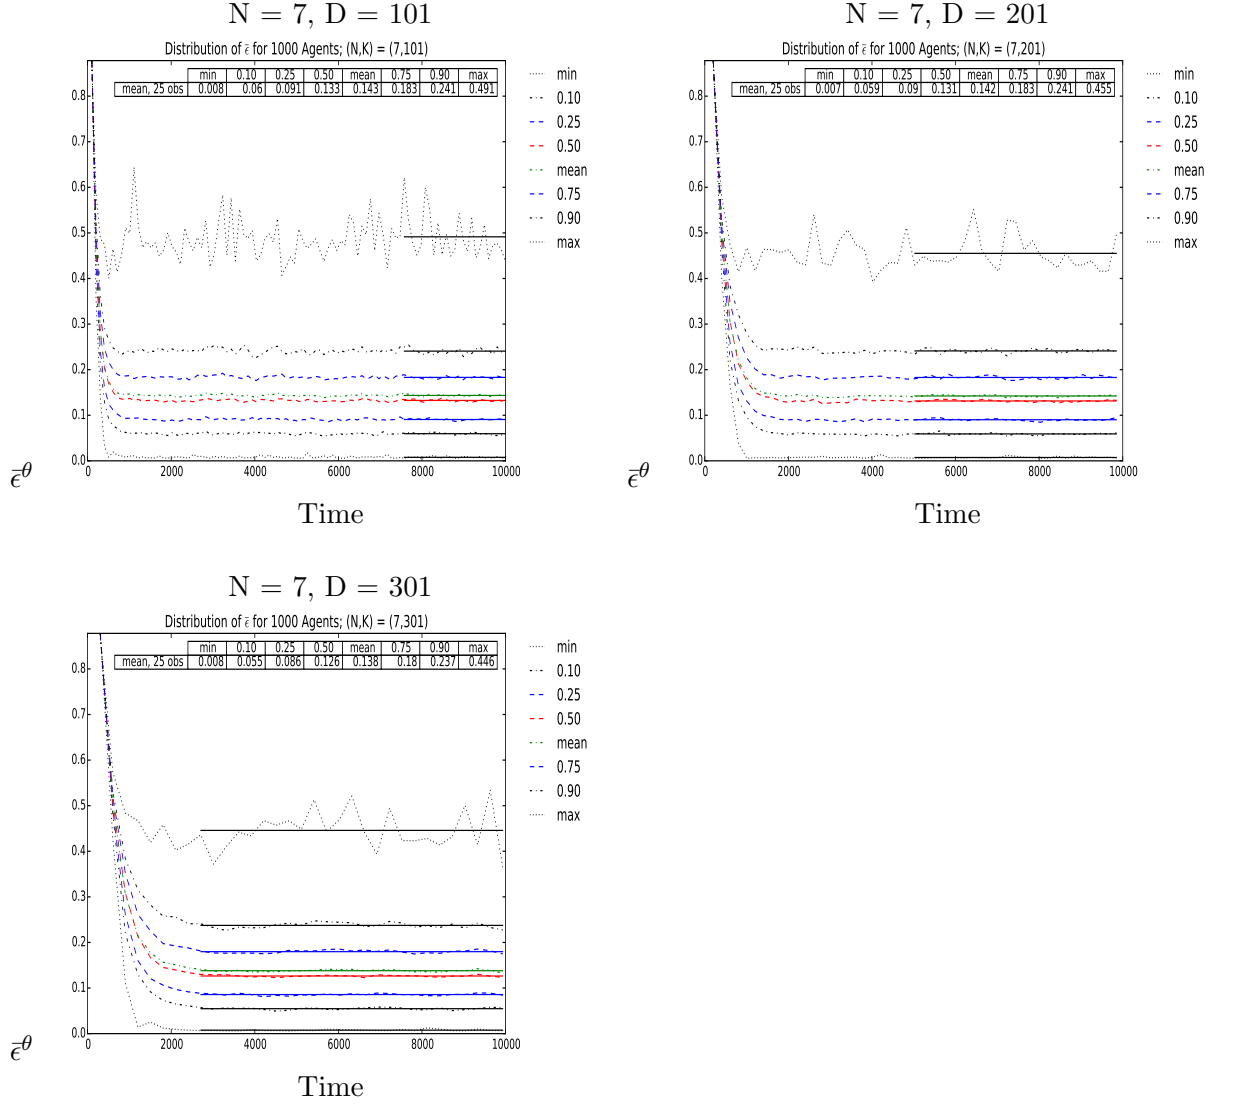 N = 7, D = 101
Distribution of ϵ̄ for 1000 Agents; (N,K) = (7,101)
min 0.10 0.25 0.50 mean 0.75 0.90 max
mean, 25 obs 0.008 0.06 0.091 0.133 0.143 0.183 0.241 0.491
0.8
0.7
0.6
0.5
0.4
0.3
0.2
0.1
0.0
0 2000 4000 6000 8000 10000
min
0.10
0.25
0.50
mean
0.75
0.90
max
ϵ̄^θ
Time
N = 7, D = 201
Distribution of ϵ̄ for 1000 Agents; (N,K) = (7,201)
min 0.10 0.25 0.50 mean 0.75 0.90 max
mean, 25 obs 0.007 0.059 0.09 0.131 0.142 0.183 0.241 0.455
0.8
0.7
0.6
0.5
0.4
0.3
0.2
0.1
0.0
0 2000 4000 6000 8000 10000
min
0.10
0.25
0.50
mean
0.75
0.90
max
ϵ̄^θ
Time
N = 7, D = 301
Distribution of ϵ̄ for 1000 Agents; (N,K) = (7,301)
min 0.10 0.25 0.50 mean 0.75 0.90 max
mean, 25 obs 0.008 0.055 0.086 0.126 0.138 0.18 0.237 0.446
0.8
0.7
0.6
0.5
0.4
0.3
0.2
0.1
0.0
0 2000 4000 6000 8000 10000
min
0.10
0.25
0.50
mean
0.75
0.90
max
ϵ̄^θ
Time